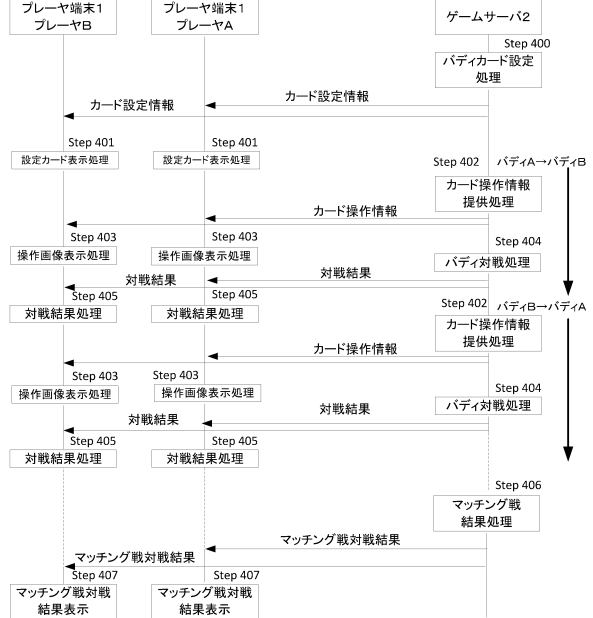 プレーヤ端末1
プレーヤB
プレーヤ端末1
プレーヤA
ゲームサーバ2
Step 400
バディカード設定
処理
カード設定情報
カード設定情報
Step 401
Step 401
設定カード表示処理
設定カード表示処理
Step 402
バディA→バディB
カード操作情報
提供処理
カード操作情報
Step 403
Step 403
操作画像表示処理
操作画像表示処理
Step 404
バディ対戦処理
対戦結果
対戦結果
Step 405
Step 405
対戦結果処理
対戦結果処理
Step 402
バディB→バディA
カード操作情報
提供処理
カード操作情報
Step 403
Step 403
操作画像表示処理
操作画像表示処理
Step 404
バディ対戦処理
対戦結果
対戦結果
Step 405
Step 405
対戦結果処理
対戦結果処理
Step 406
マッチング戦
結果処理
マッチング戦対戦結果
マッチング戦対戦結果
Step 407
Step 407
マッチング戦対戦
結果表示
マッチング戦対戦
結果表示